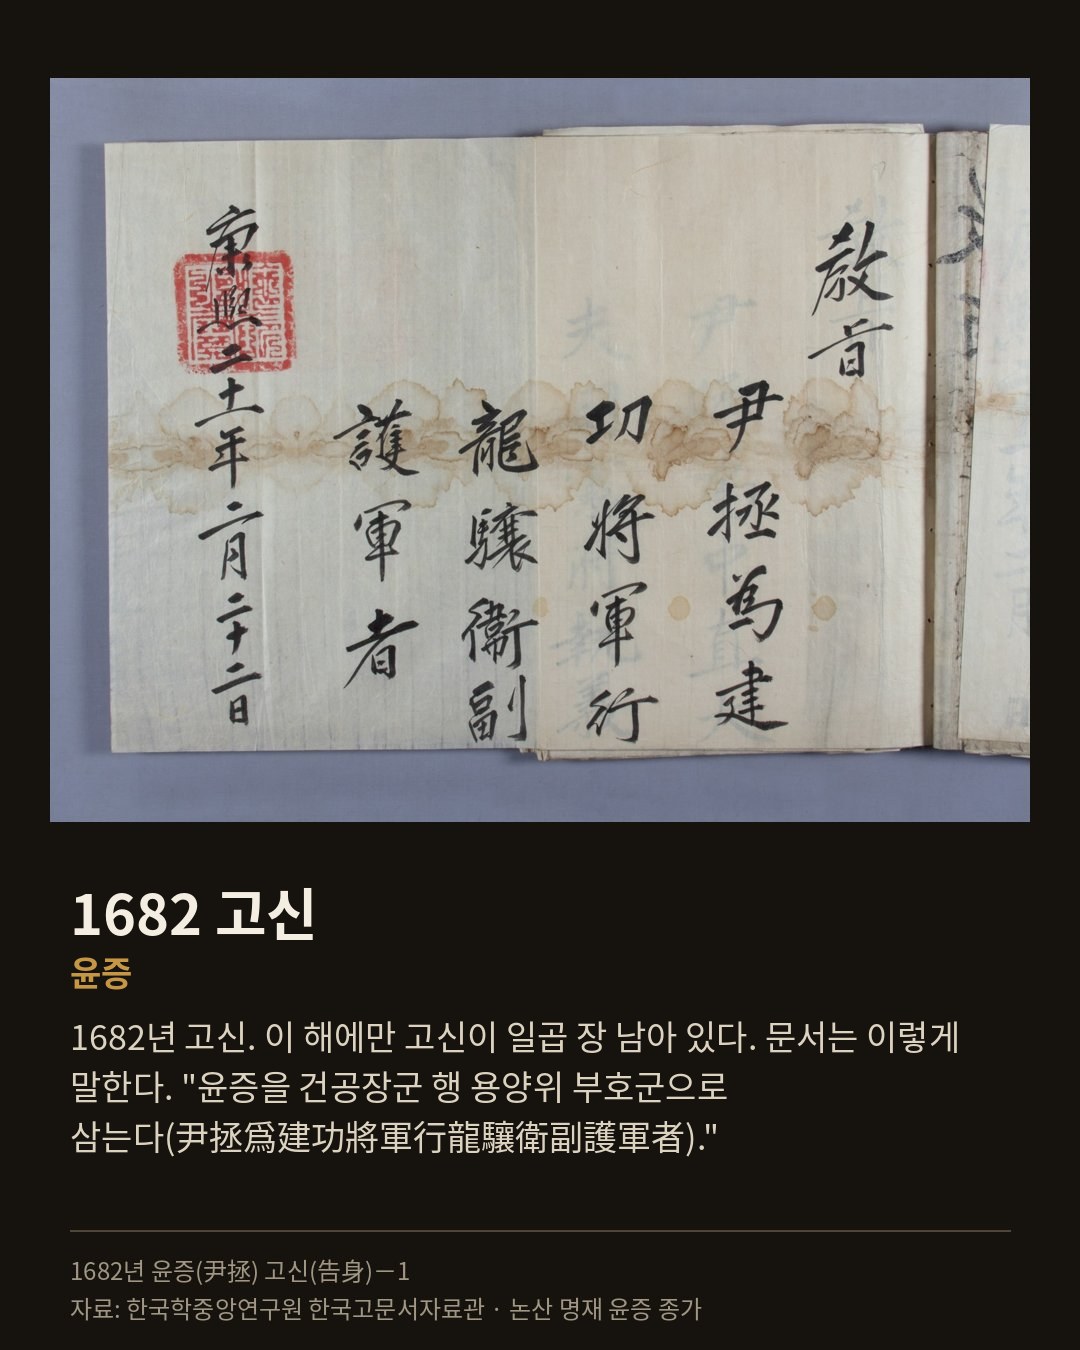 敎旨
尹拯為建
功將軍行
龍驤衞副
護軍者
康熙二十一年二月二十二日
1682 고신
윤증
1682년 고신. 이 해에만 고신이 일곱 장 남아 있다. 문서는 이렇게
말한다. "윤증을 건공장군 행 용양위 부호군으로
삼는다(尹拯爲建功將軍行龍驤衛副護軍者)."
1682년 윤증(尹拯) 고신(告身)－1
자료: 한국학중앙연구원 한국고문서자료관 · 논산 명재 윤증 종가